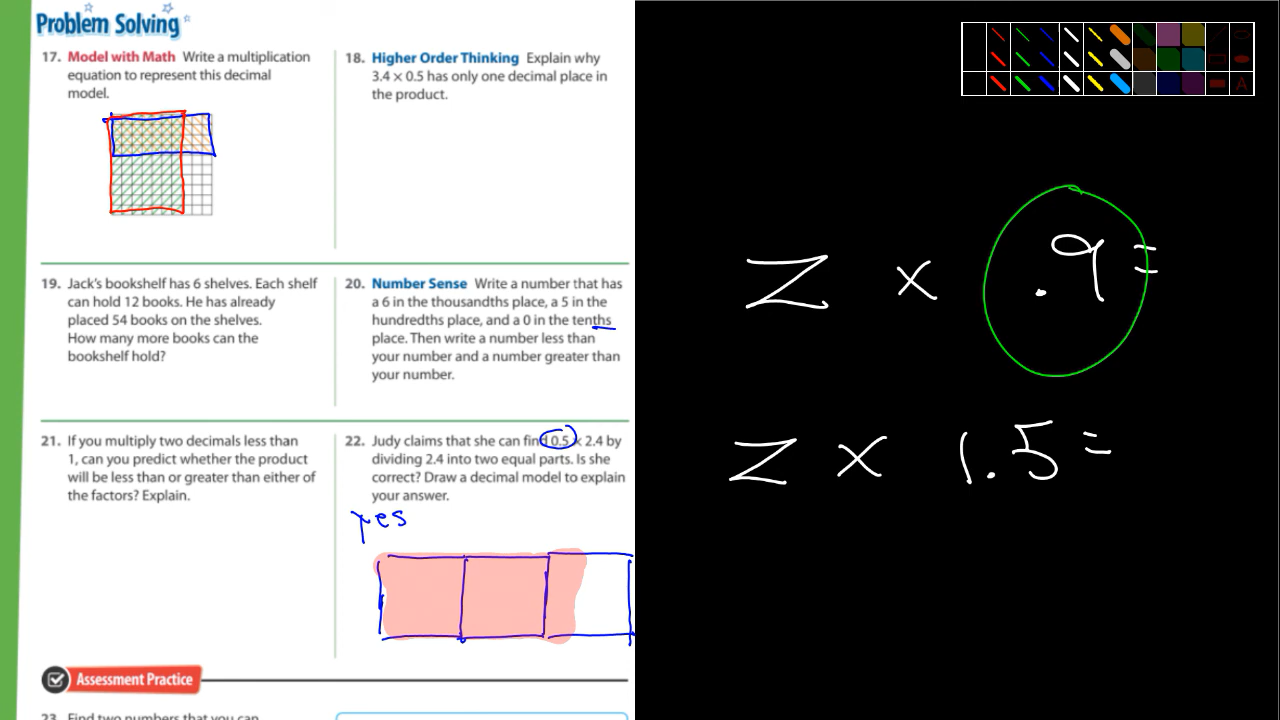 Problem Solving
17. Model with Math Write a multiplication
equation to represent this decimal
model.
18. Higher Order Thinking Explain why
3.4 × 0.5 has only one decimal place in
the product.
19. Jack's bookshelf has 6 shelves. Each shelf
can hold 12 books. He has already
placed 54 books on the shelves.
How many more books can the
bookshelf hold?
20. Number Sense Write a number that has
a 6 in the thousandths place, a 5 in the
hundredths place, and a 0 in the tenths
place. Then write a number less than
your number and a number greater than
your number.
21. If you multiply two decimals less than
1, can you predict whether the product
will be less than or greater than either of
the factors? Explain.
22. Judy claims that she can find 0.5 × 2.4 by
dividing 2.4 into two equal parts. Is she
correct? Draw a decimal model to explain
your answer.
yes
Assessment Practice
23. Find two numbers that you can
A
Z × .9 =
Z × 1.5 =